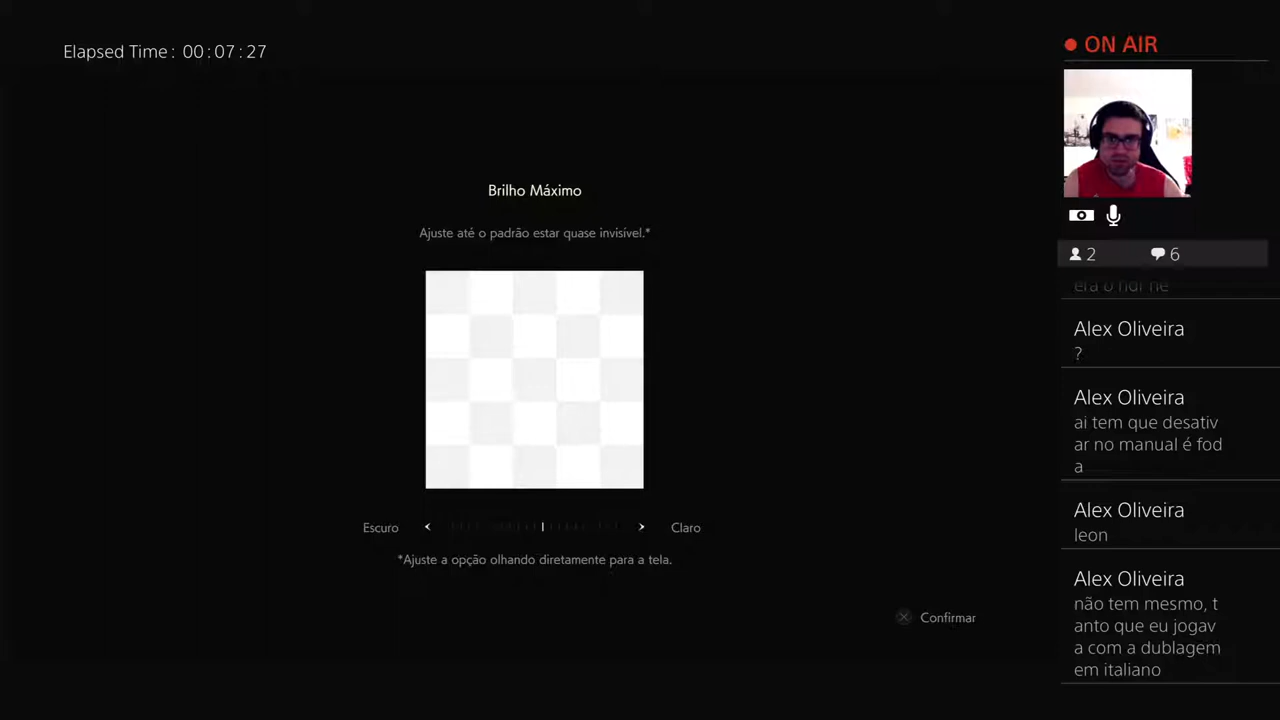 Elapsed Time: 00:07:27
ON AIR
2
6
Brilho Máximo
Ajuste até o padrão estar quase invisível.*
Escuro
Claro
*Ajuste a opção olhando diretamente para a tela.
Confirmar
Alex Oliveira
?
Alex Oliveira
ai tem que desativ
ar no manual é fod
a
Alex Oliveira
leon
Alex Oliveira
não tem mesmo, t
anto que eu jogav
a com a dublagem
em italiano